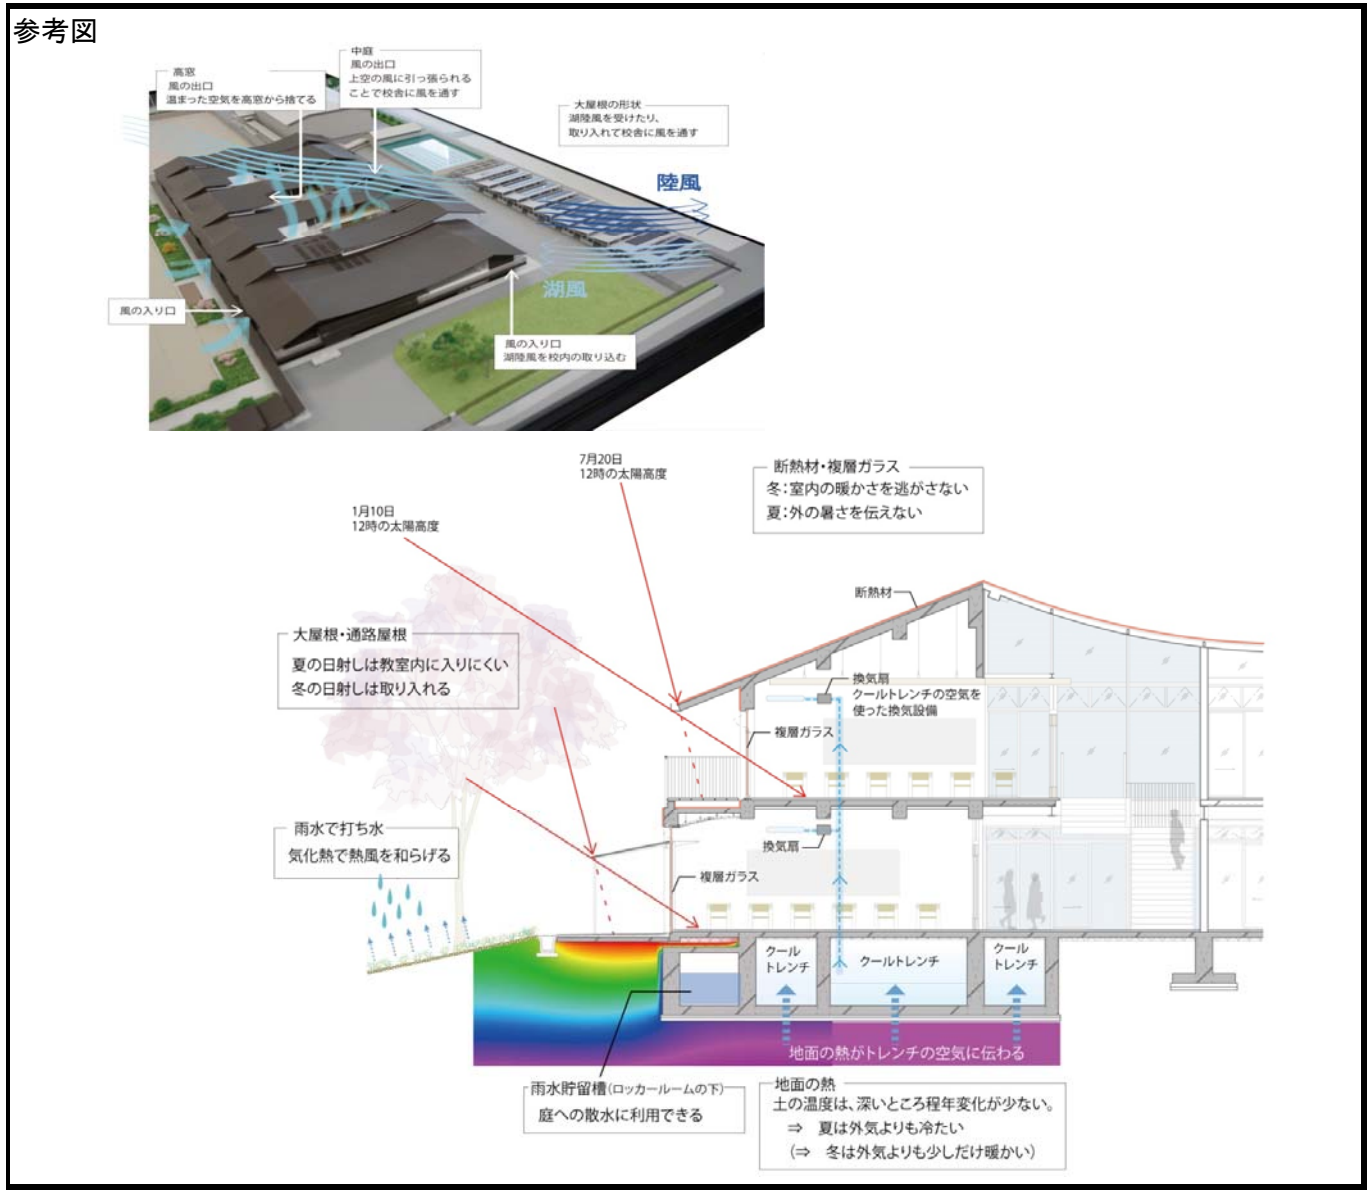 参考図
高窓
風の出口
温まった空気を高窓から捨てる
中庭
風の出口
上空の風に引っ張られる
ことで校舎に風を通す
大屋根の形状
湖陸風を受けたり、
取り入れて校舎に風を通す
陸風
湖風
風の入り口
風の入り口
湖陸風を校内の取り込む
7月20日
12時の太陽高度
断熱材・複層ガラス
冬：室内の暖かさを逃がさない
夏：外の暑さを伝えない
1月10日
12時の太陽高度
断熱材
大屋根・通路屋根
夏の日射しは教室内に入りにくい
冬の日射しは取り入れる
換気扇
クールトレンチの空気を
使った換気設備
複層ガラス
雨水で打ち水
気化熱で熱風を和らげる
換気扇
複層ガラス
クール
トレンチ
クールトレンチ
クール
トレンチ
地面の熱がトレンチの空気に伝わる
雨水貯留槽（ロッカールームの下）
庭への散水に利用できる
地面の熱
土の温度は、深いところ程年変化が少ない。
⇒ 夏は外気よりも冷たい
（⇒ 冬は外気よりも少しだけ暖かい）